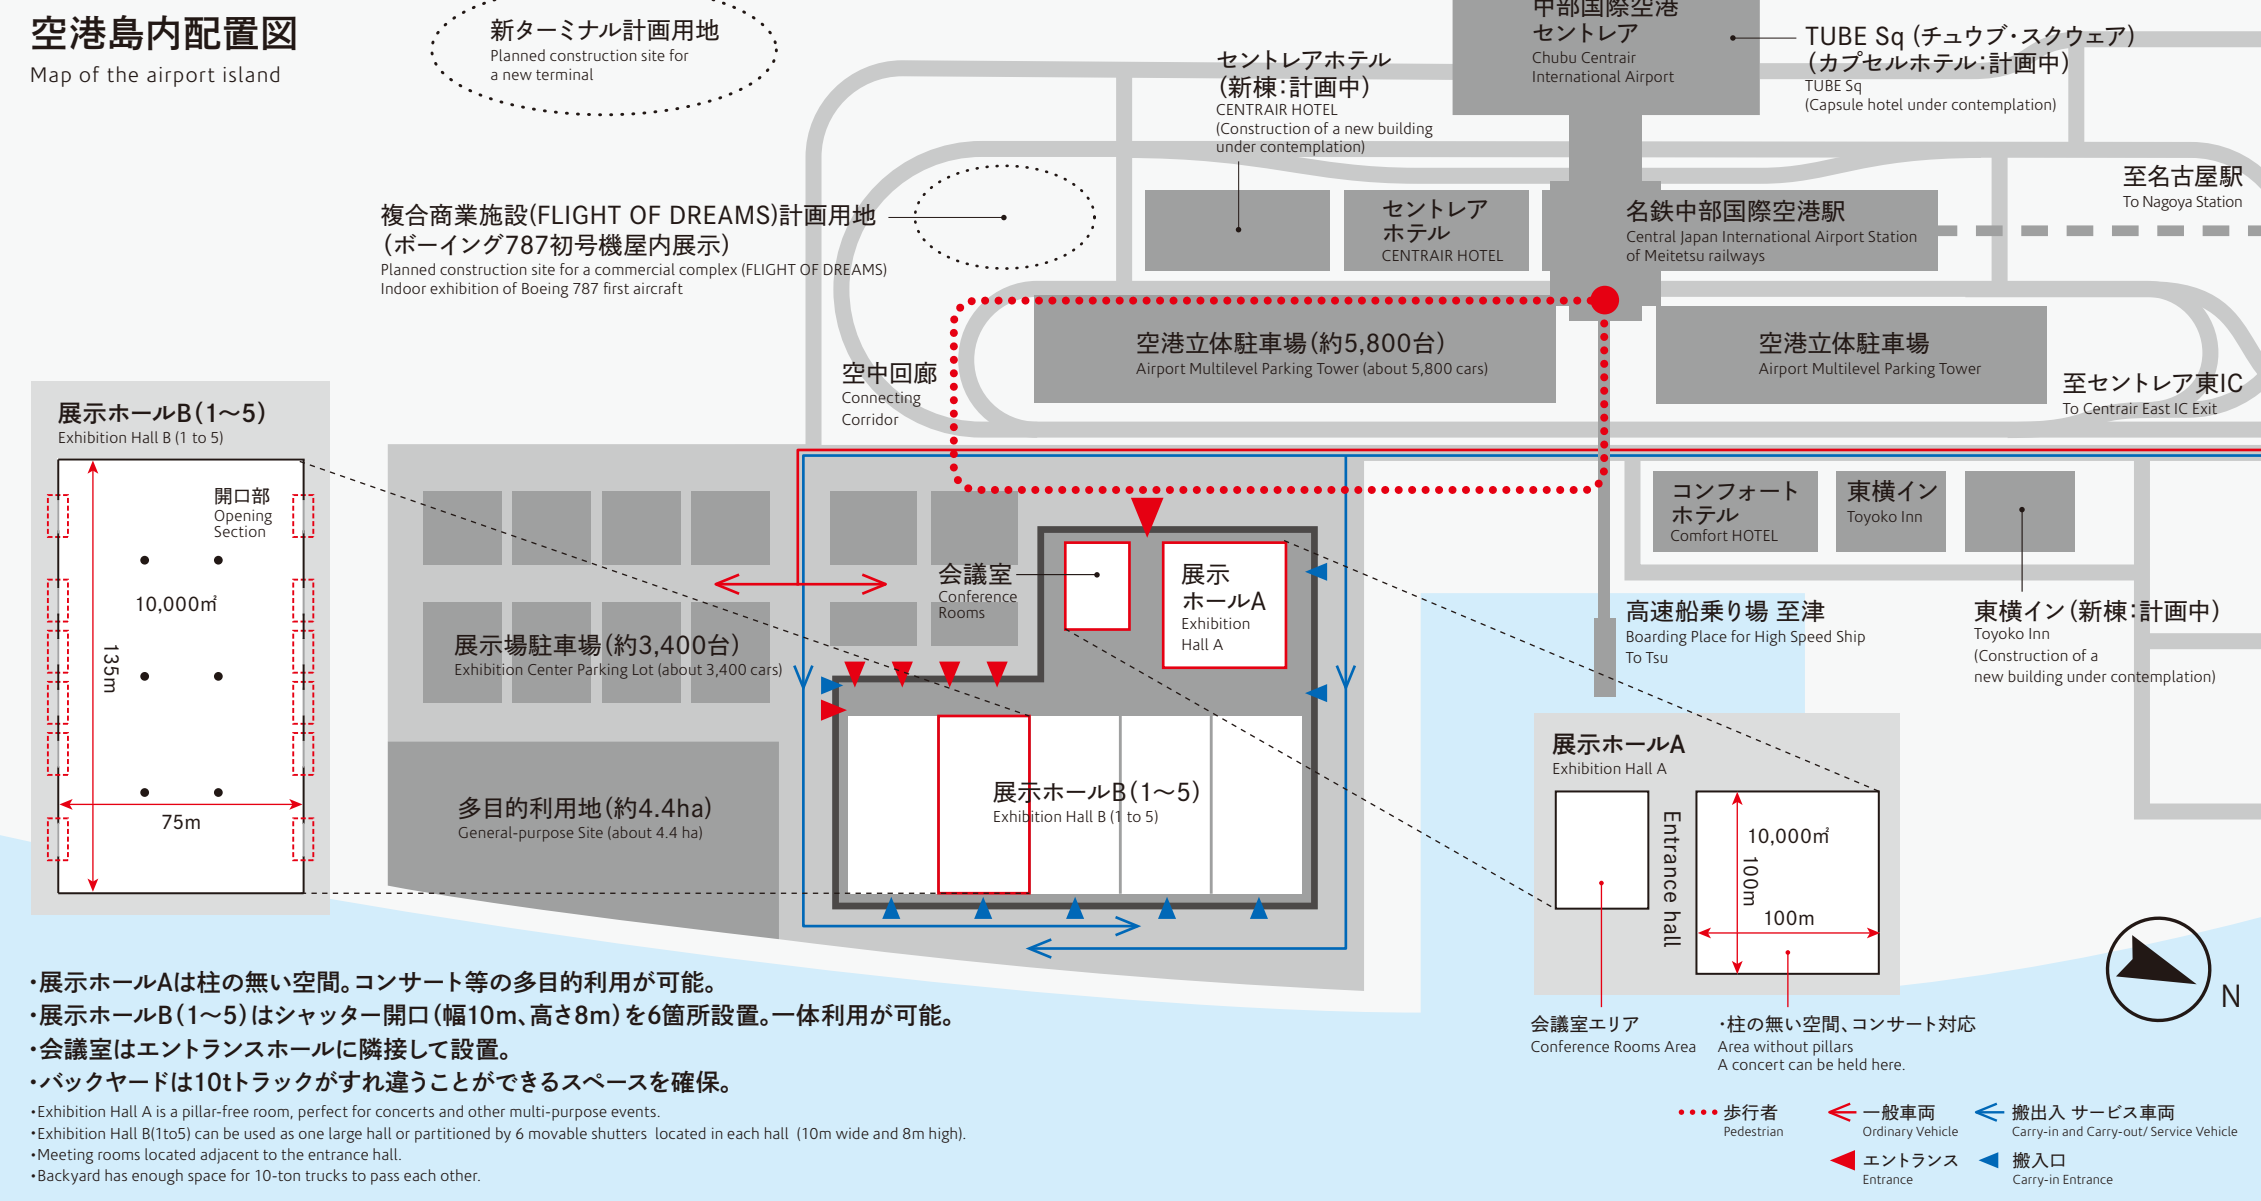 空港島内配置図
Map of the airport island
新ターミナル計画用地
Planned construction site for
a new terminal
中部国際空港
セントレア
Chubu Centrair
International Airport
TUBE Sq (チュウブ・スクウェア)
(カプセルホテル：計画中)
TUBE Sq
(Capsule hotel under contemplation)
セントレアホテル
(新棟：計画中)
CENTRAIR HOTEL
(Construction of a new building
under contemplation)
至名古屋駅
To Nagoya Station
複合商業施設(FLIGHT OF DREAMS)計画用地
(ボーイング787初号機屋内展示)
Planned construction site for a commercial complex (FLIGHT OF DREAMS)
Indoor exhibition of Boeing 787 first aircraft
セントレア
ホテル
CENTRAIR HOTEL
名鉄中部国際空港駅
Central Japan International Airport Station
of Meitetsu railways
空港立体駐車場(約5,800台)
Airport Multilevel Parking Tower (about 5,800 cars)
空港立体駐車場
Airport Multilevel Parking Tower
空中回廊
Connecting
Corridor
至セントレア東IC
To Centrair East IC Exit
展示ホールB(1〜5)
Exhibition Hall B (1 to 5)
開口部
Opening
Section
10,000㎡
135m
75m
コンフォート
ホテル
Comfort HOTEL
東横イン
Toyoko Inn
会議室
Conference
Rooms
展示
ホールA
Exhibition
Hall A
高速船乗り場 至津
Boarding Place for High Speed Ship
To Tsu
東横イン(新棟：計画中)
Toyoko Inn
(Construction of a
new building under contemplation)
展示場駐車場(約3,400台)
Exhibition Center Parking Lot (about 3,400 cars)
多目的利用地(約4.4ha)
General-purpose Site (about 4.4 ha)
展示ホールB(1〜5)
Exhibition Hall B (1 to 5)
展示ホールA
Exhibition Hall A
Entrance hall
10,000㎡
100m
100m
会議室エリア
Conference Rooms Area
・柱の無い空間、コンサート対応
Area without pillars
A concert can be held here.
N
・展示ホールAは柱の無い空間。コンサート等の多目的利用が可能。
・展示ホールB(1〜5)はシャッター開口(幅10m、高さ8m)を6箇所設置。一体利用が可能。
・会議室はエントランスホールに隣接して設置。
・バックヤードは10tトラックがすれ違うことができるスペースを確保。
・Exhibition Hall A is a pillar-free room, perfect for concerts and other multi-purpose events.
・Exhibition Hall B(1to5) can be used as one large hall or partitioned by 6 movable shutters located in each hall (10m wide and 8m high).
・Meeting rooms located adjacent to the entrance hall.
・Backyard has enough space for 10-ton trucks to pass each other.
歩行者
Pedestrian
一般車両
Ordinary Vehicle
搬出入 サービス車両
Carry-in and Carry-out/ Service Vehicle
エントランス
Entrance
搬入口
Carry-in Entrance